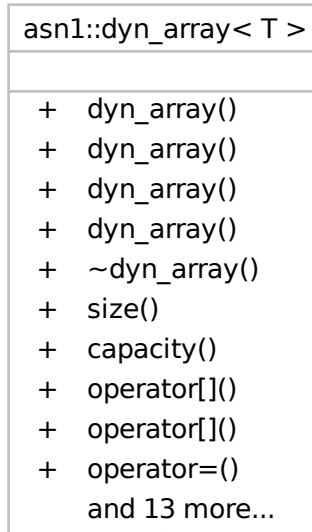 asn1::dyn_array< T >
+ dyn_array()
+ dyn_array()
+ dyn_array()
+ dyn_array()
+ ~dyn_array()
+ size()
+ capacity()
+ operator[]()
+ operator[]()
+ operator=()
and 13 more...